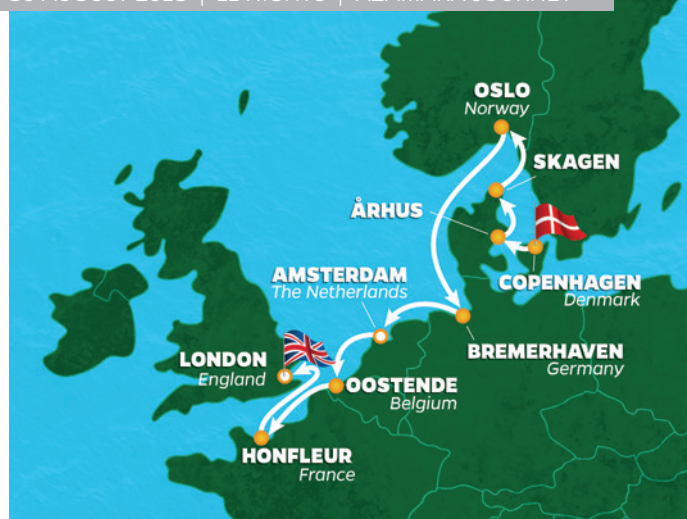 OSLO
Norway
SKAGEN
ÅRHUS
COPENHAGEN
Denmark
AMSTERDAM
The Netherlands
BREMERHAVEN
Germany
LONDON
England
OOSTENDE
Belgium
HONFLEUR
France